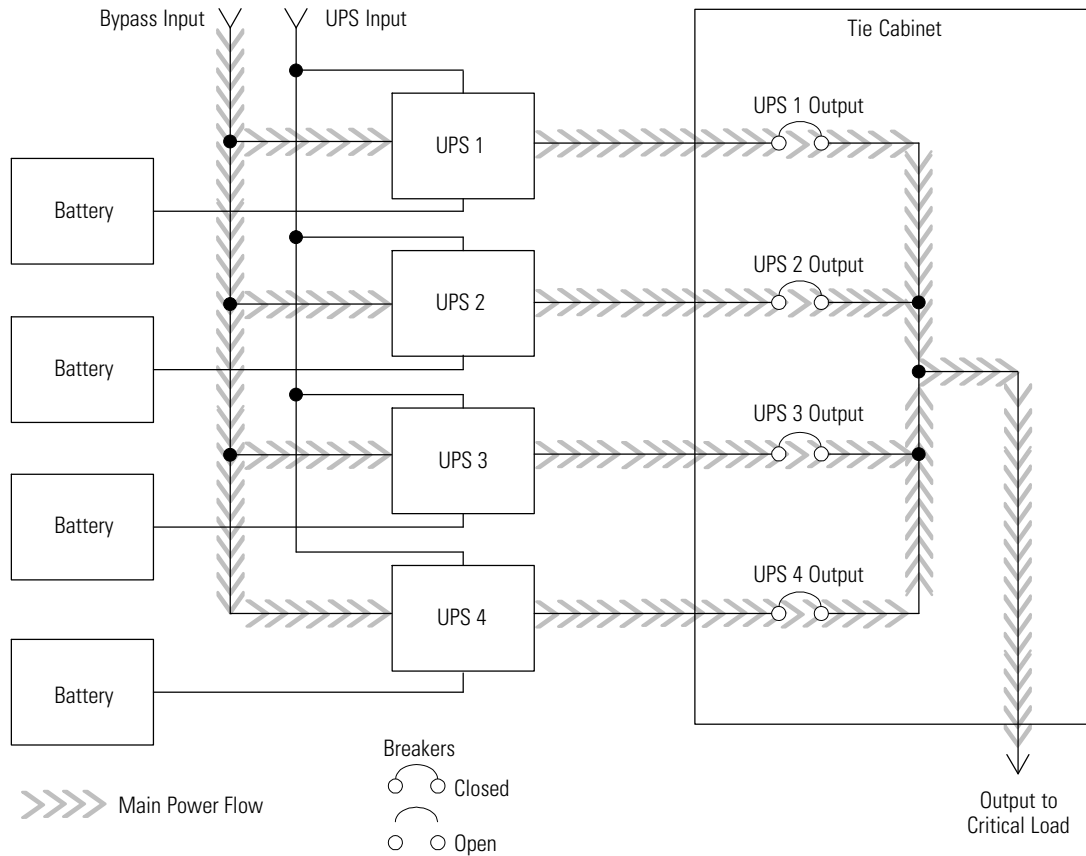 Bypass Input
UPS Input
Tie Cabinet
UPS 1 Output
UPS 1
Battery
UPS 2 Output
UPS 2
Battery
UPS 3 Output
UPS 3
Battery
UPS 4 Output
UPS 4
Battery
Breakers
Closed
Open
Main Power Flow
Output to
Critical Load